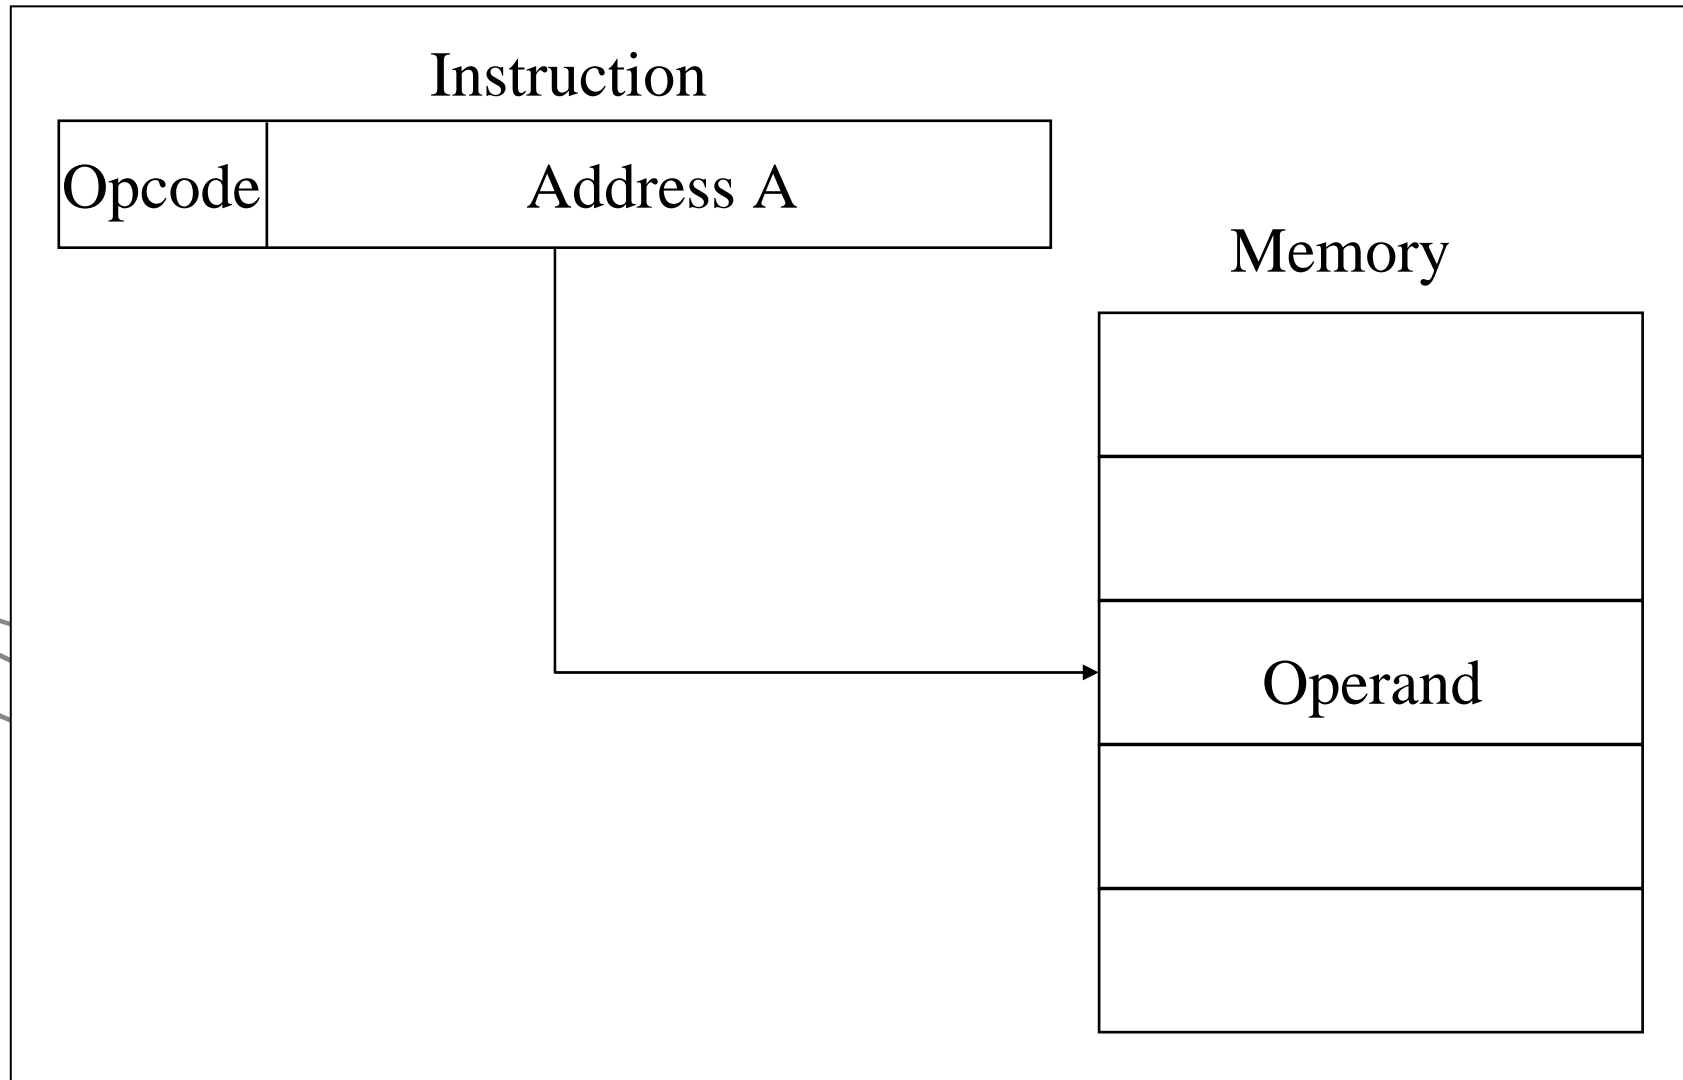 Instruction
Opcode
Address A
Memory
Operand